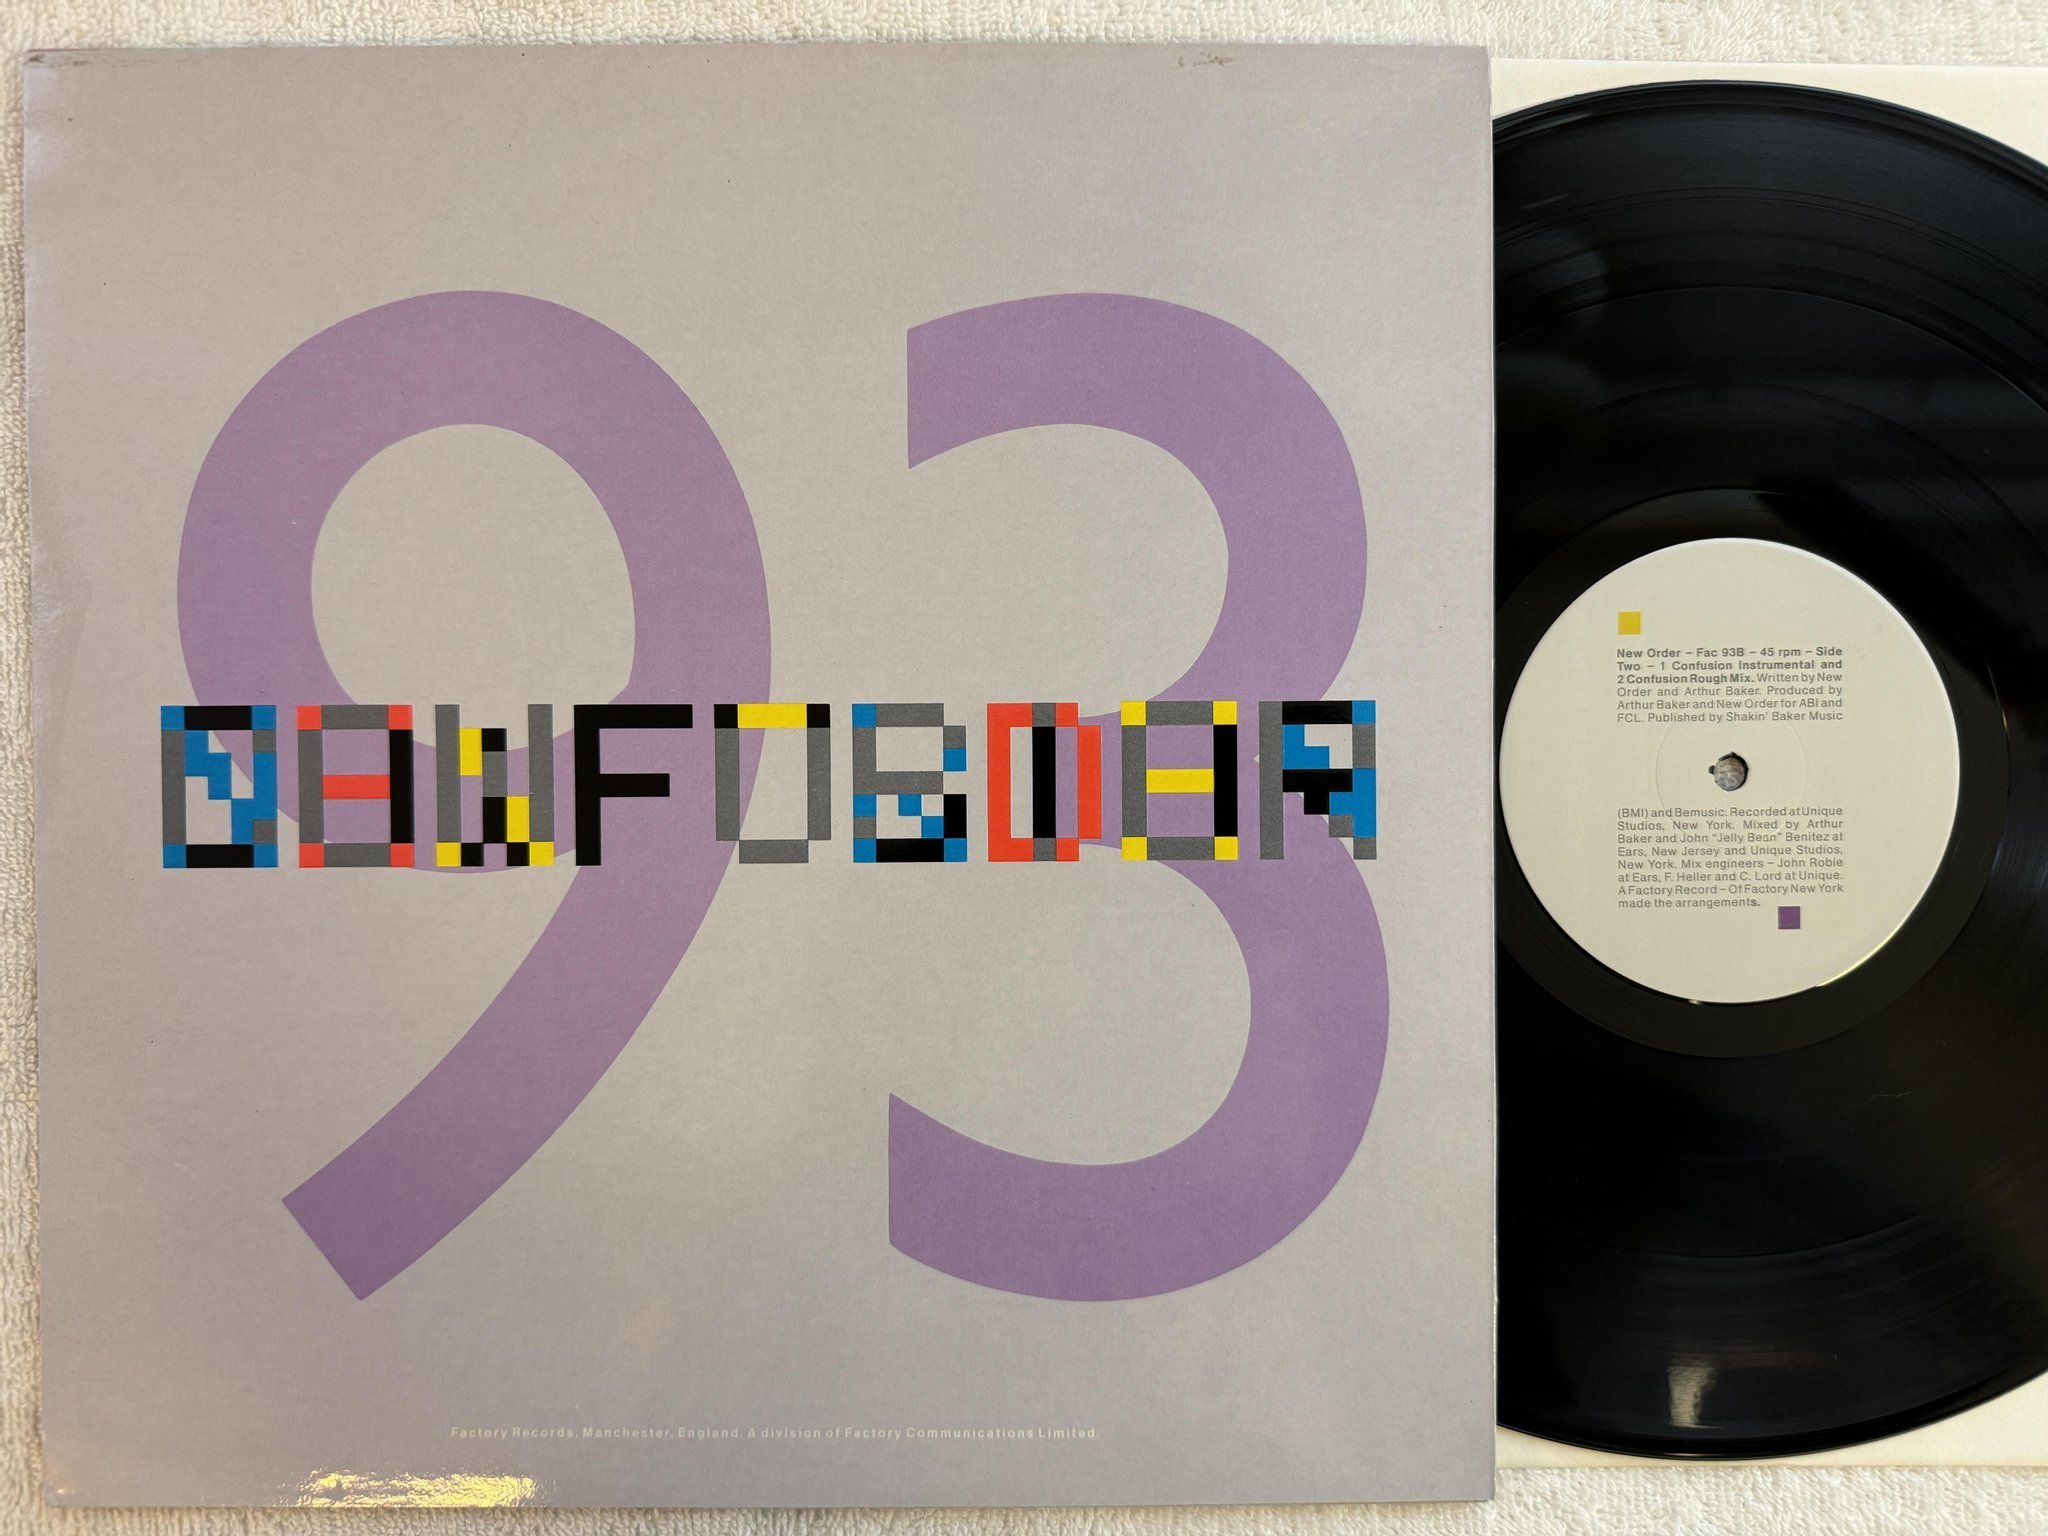 93
CONFUSION
NEW ORDER
Factory Records, Manchester, England. A division of Factory Communications Limited.
New Order – Fac 93B – 45 rpm – Side
Two – 1 Confusion Instrumental and
2 Confusion Rough Mix. Written by New
Order and Arthur Baker. Produced by
Arthur Baker and New Order for ABI and
FCL. Published by Shakin' Baker Music
(BMI) and Bemusic. Recorded at Unique
Studios, New York. Mixed by Arthur
Baker and John "Jelly Bean" Benitez at
Ears, New Jersey and Unique Studios,
New York. Mix engineers – John Robie
at Ears, F. Heller and C. Lord at Unique.
A Factory Record – Of Factory New York
made the arrangements.